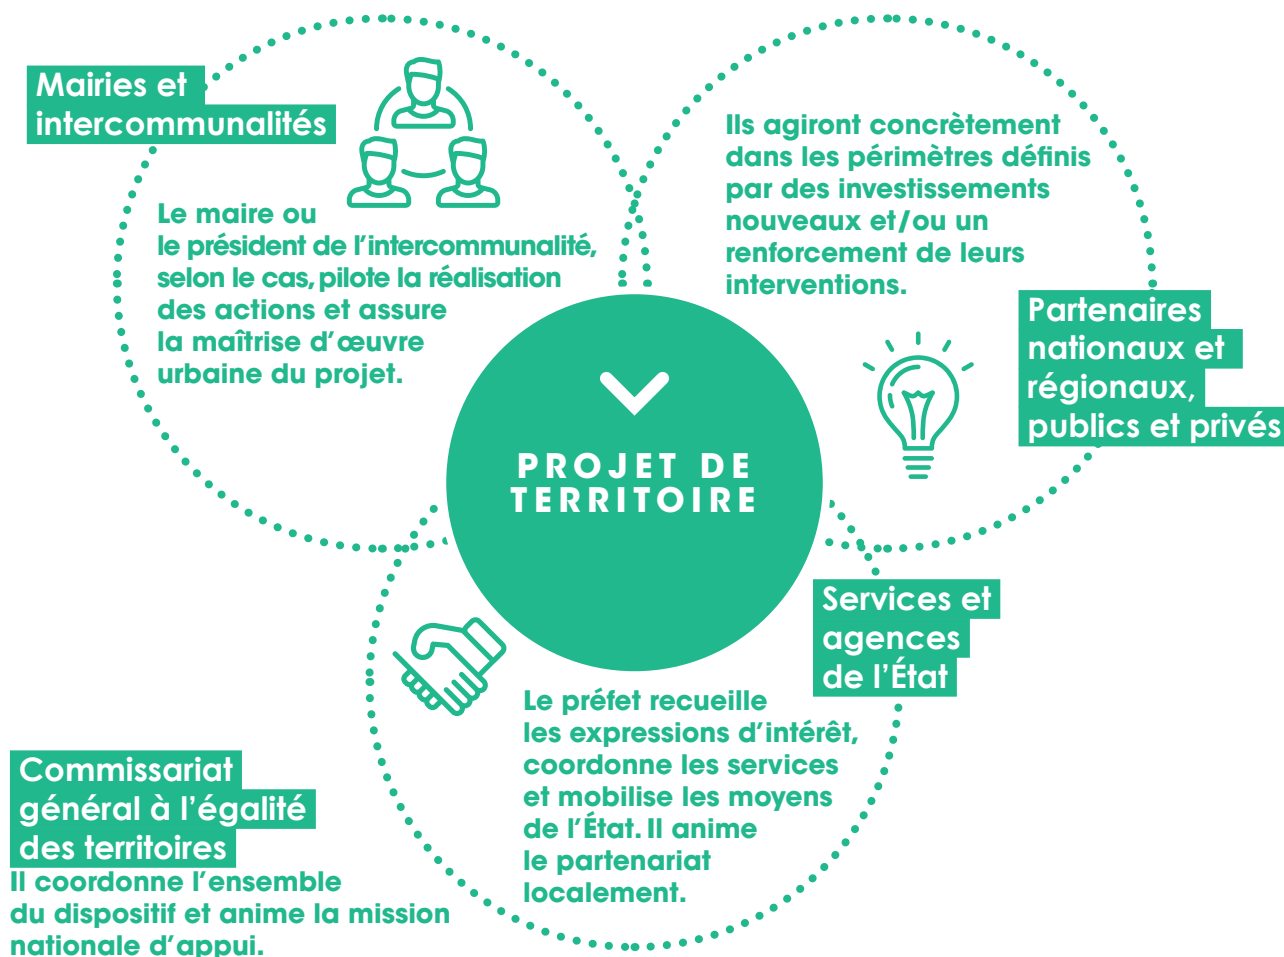 Mairies et
intercommunalités
Le maire ou
le président de l'intercommunalité,
selon le cas, pilote la réalisation
des actions et assure
la maîtrise d'œuvre
urbaine du projet.
Ils agiront concrètement
dans les périmètres définis
par des investissements
nouveaux et/ou un
renforcement de leurs
interventions.
Partenaires
nationaux et
régionaux,
publics et privés
PROJET DE
TERRITOIRE
Services et
agences
de l'État
Le préfet recueille
les expressions d'intérêt,
coordonne les services
et mobilise les moyens
de l'État. Il anime
le partenariat
localement.
Commissariat
général à l'égalité
des territoires
Il coordonne l'ensemble
du dispositif et anime la mission
nationale d'appui.